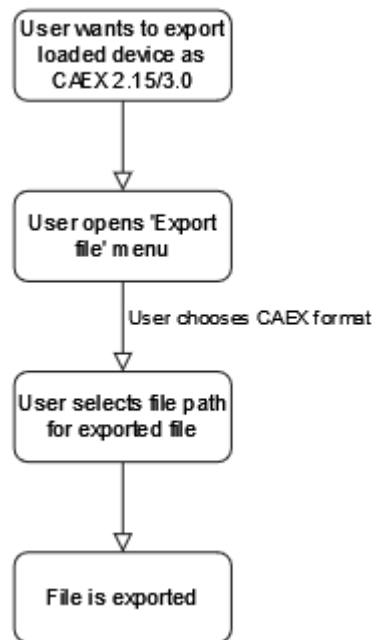 User wants to export
loaded device as
CAEX 2.15/3.0
User opens 'Export
file' menu
User chooses CAEX format
User selects file path
for exported file
File is exported